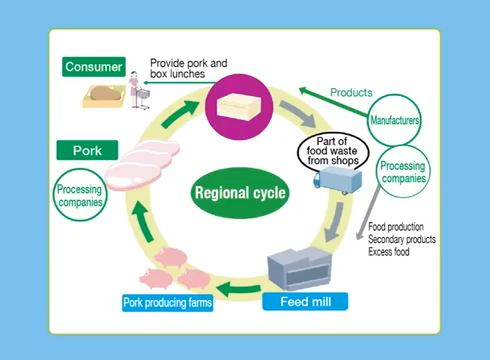 Consumer
Provide pork and
box lunches
Products
Manufacturers
Part of
food waste
from shops
Pork
Processing
companies
Processing
companies
Regional cycle
Food production
Secondary products
Excess food
Pork producing farms
Feed mill